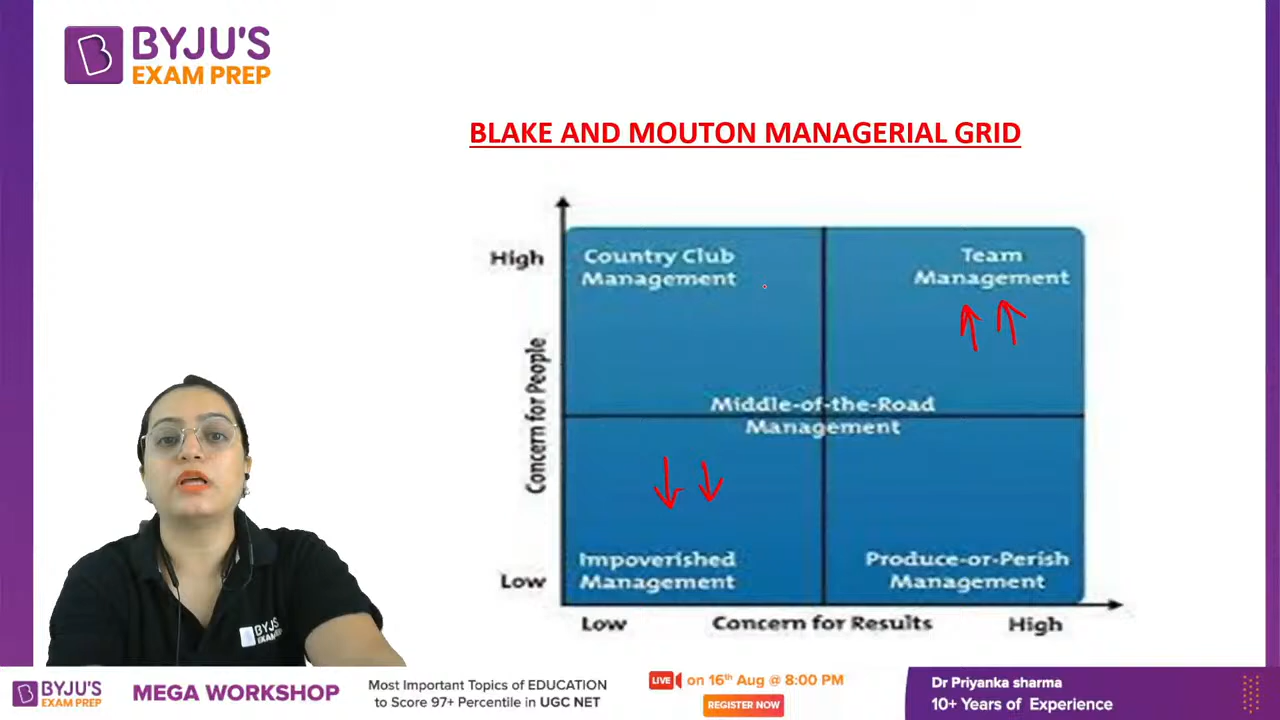 BYJU'S
EXAM PREP
BLAKE AND MOUTON MANAGERIAL GRID
High
Country Club
Management
Team
Management
Concern for People
Middle-of-the-Road
Management
Impoverished
Management
Produce-or-Perish
Management
Low
Low
Concern for Results
High
BYJU'S
EXAM PREP
BYJU'S
EXAM PREP
MEGA WORKSHOP
Most Important Topics of EDUCATION
to Score 97+ Percentile in UGC NET
LIVE
on 16th Aug @ 8:00 PM
REGISTER NOW
Dr Priyanka sharma
10+ Years of Experience